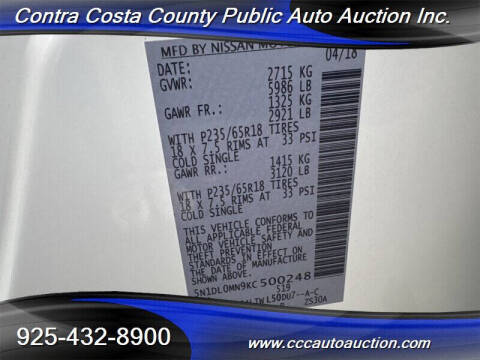 Contra Costa County Public Auto Auction Inc.
MFD BY NISSAN
DATE: 04/18
GVWR: 2715 KG
5986 LB
GAWR FR.: 1325 KG
2921 LB
WITH P235/65R18 TIRES
18 X 7.5 RIMS AT 33 PSI
COLD SINGLE
GAWR RR.: 1415 KG
3120 LB
WITH P235/65R18 TIRES
18 X 7.5 RIMS AT 33 PSI
COLD SINGLE
THIS VEHICLE CONFORMS TO
ALL APPLICABLE FEDERAL
MOTOR VEHICLE SAFETY AND
THEFT PREVENTION
STANDARDS IN EFFECT ON
THE DATE OF MANUFACTURE
SHOWN ABOVE.
5N1DL0MN9KC500248
519
L50DU7--A-C
ZS30A
925-432-8900
www.cccautoauction.com